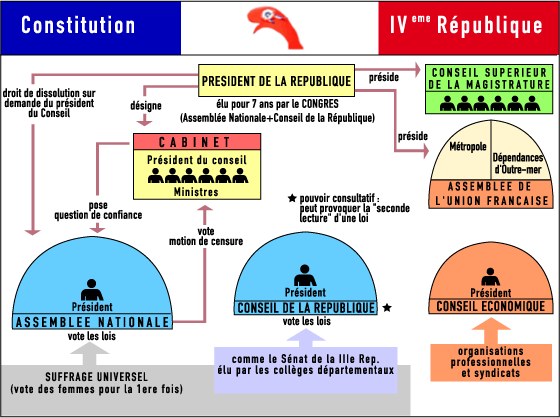 Constitution
IVeme République
droit de dissolution sur
demande du président
du Conseil
PRESIDENT DE LA REPUBLIQUE
préside
CONSEIL SUPERIEUR
DE LA MAGISTRATURE
désigne
élu pour 7 ans par le CONGRES
(Assemblée Nationale+Conseil de la République)
préside
Métropole
Dépendances
d'Outre-mer
ASSEMBLEE DE
L'UNION FRANCAISE
CABINET
Président du conseil
Ministres
pose
question de confiance
vote
motion de censure
★ pouvoir consultatif :
peut provoquer la "seconde
lecture" d'une loi
Président
ASSEMBLEE NATIONALE
vote les lois
Président
CONSEIL DE LA REPUBLIQUE ★
vote les lois
Président
CONSEIL ECONOMIQUE
SUFFRAGE UNIVERSEL
(vote des femmes pour la 1ere fois)
comme le Sénat de la IIIe Rep.
élu par les collèges départementaux
organisations
professionnelles
et syndicats